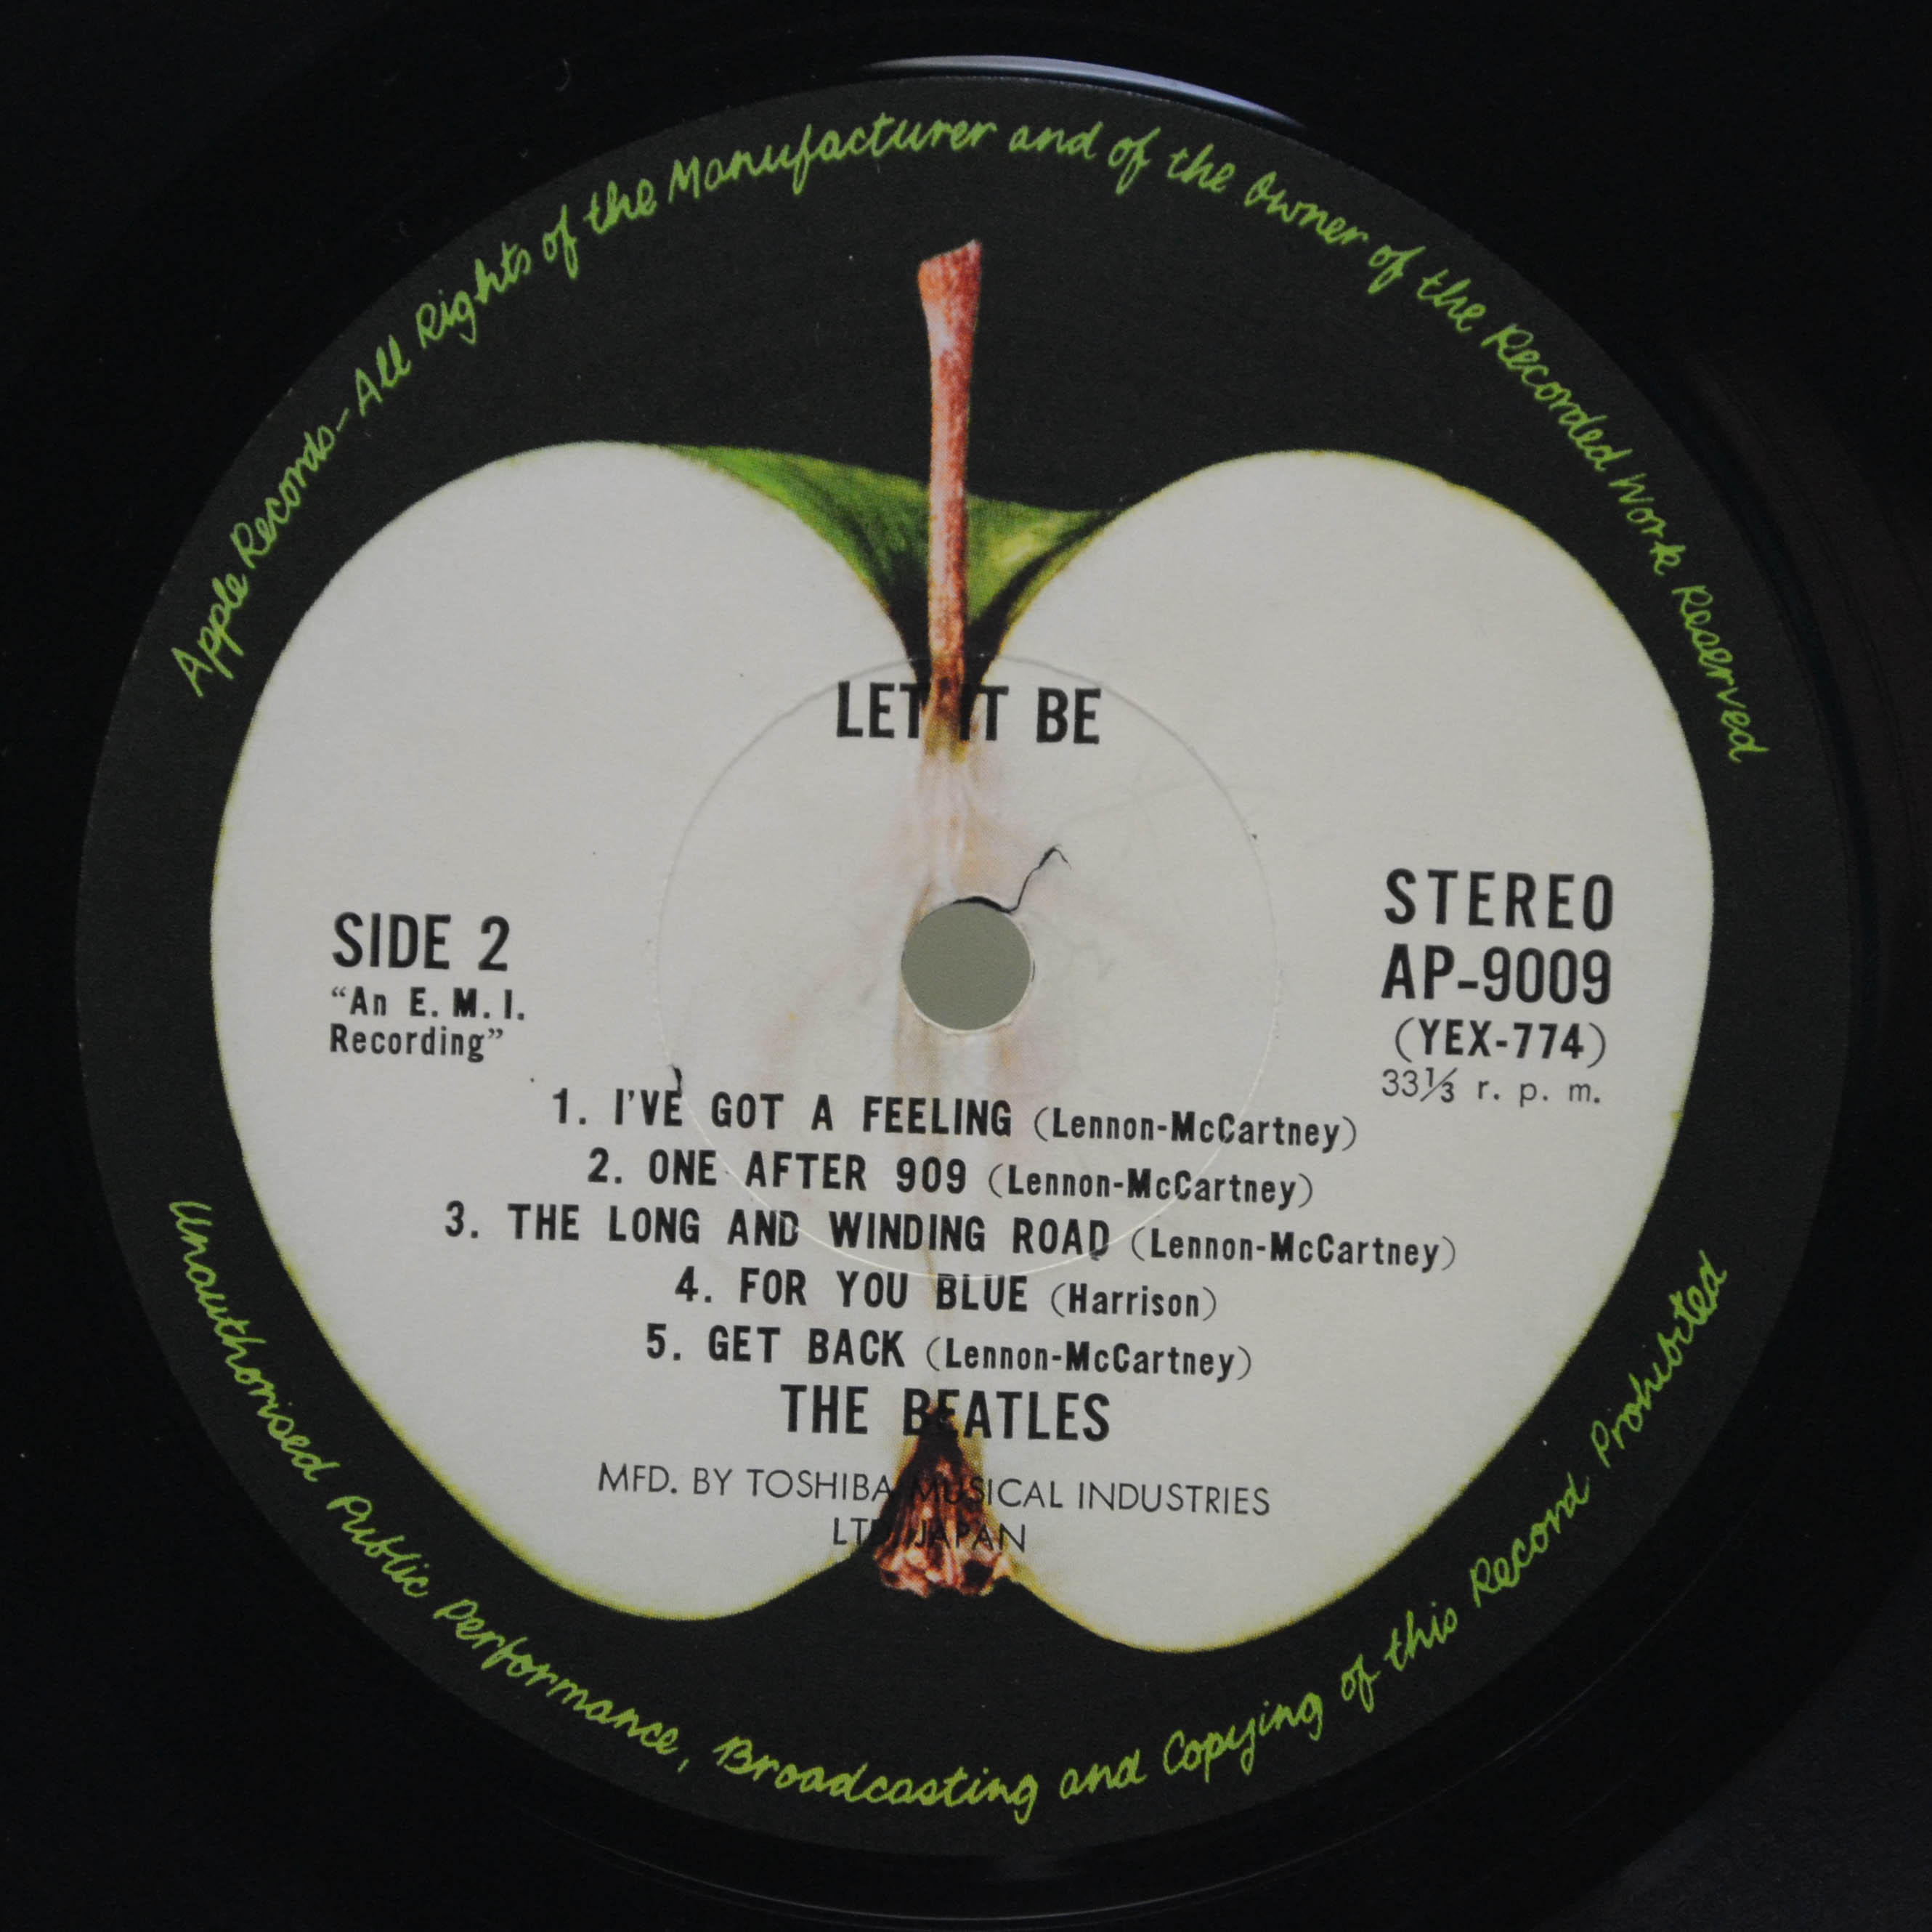 Apple Records-All Rights of the Manufacturer and of the Owner of the Recorded Work Reserved
LET IT BE
SIDE 2
“An E. M. I.
Recording”
STEREO
AP-9009
(YEX-774)
33⅓ r. p. m.
1. I'VE GOT A FEELING (Lennon-McCartney)
2. ONE AFTER 909 (Lennon-McCartney)
3. THE LONG AND WINDING ROAD (Lennon-McCartney)
4. FOR YOU BLUE (Harrison)
5. GET BACK (Lennon-McCartney)
THE BEATLES
MFD. BY TOSHIBA MUSICAL INDUSTRIES
LTD. JAPAN
Unauthorised Public Performance, Broadcasting and Copying of this Record Prohibited